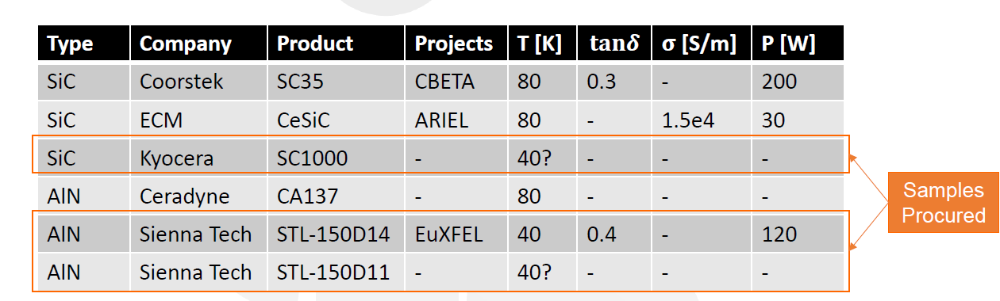 Type Company Product Projects T [K] tanδ σ [S/m] P [W]
SiC Coorstek SC35 CBETA 80 0.3 - 200
SiC ECM CeSiC ARIEL 80 - 1.5e4 30
SiC Kyocera SC1000 - 40? - - -
AlN Ceradyne CA137 - 80 - - -
AlN Sienna Tech STL-150D14 EuXFEL 40 0.4 - 120
AlN Sienna Tech STL-150D11 - 40? - - -
Samples
Procured